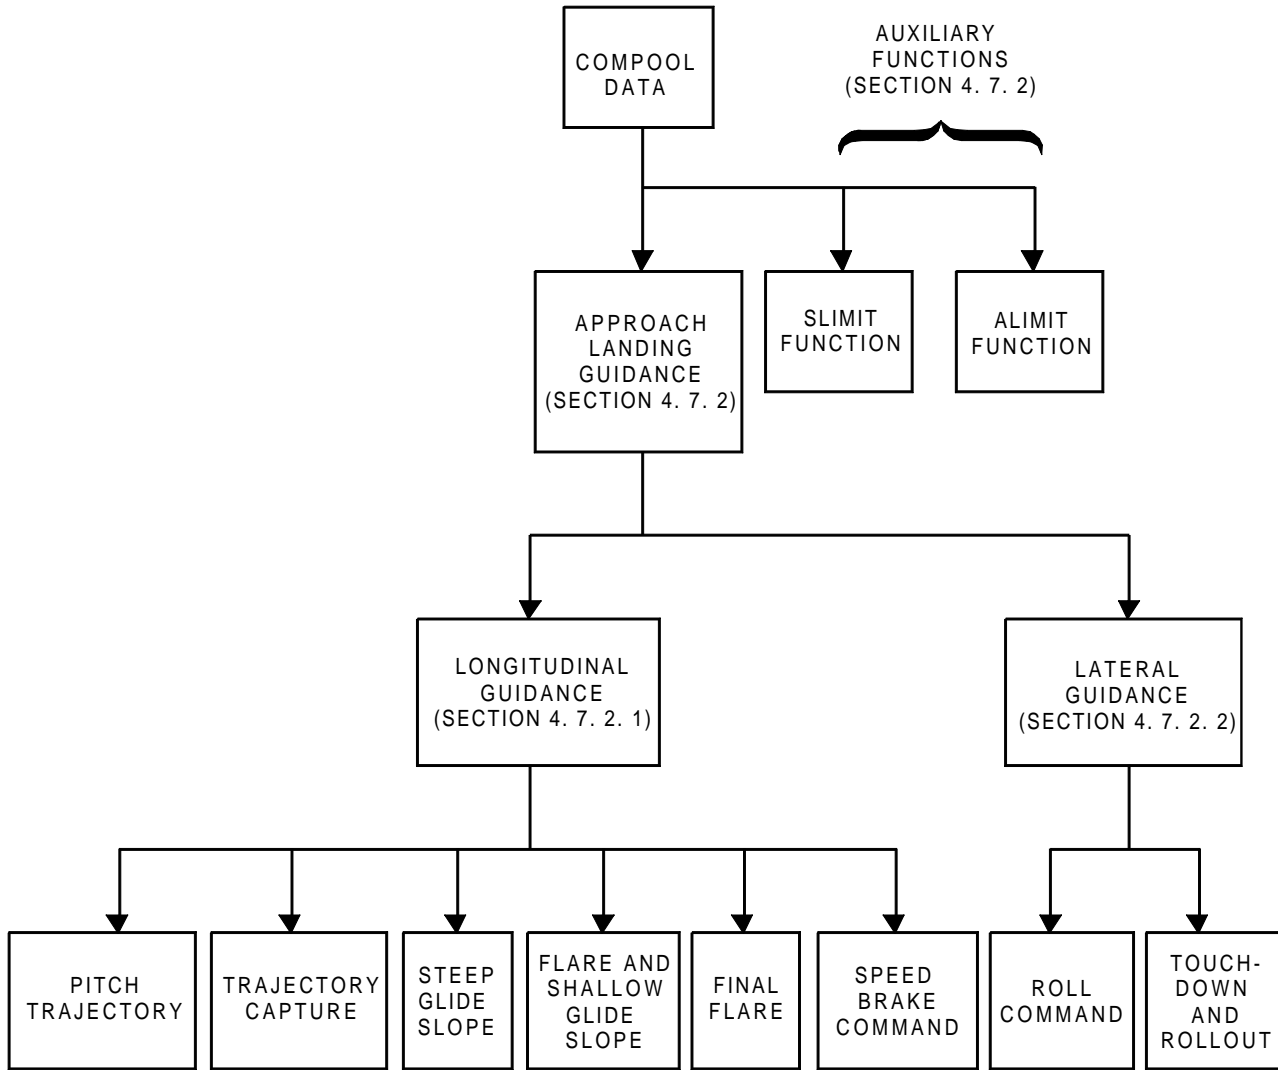 COMPOOL
DATA
AUXILIARY
FUNCTIONS
(SECTION 4. 7. 2)
APPROACH
LANDING
GUIDANCE
(SECTION 4. 7. 2)
SLIMIT
FUNCTION
ALIMIT
FUNCTION
LONGITUDINAL
GUIDANCE
(SECTION 4. 7. 2. 1)
LATERAL
GUIDANCE
(SECTION 4. 7. 2. 2)
PITCH
TRAJECTORY
TRAJECTORY
CAPTURE
STEEP
GLIDE
SLOPE
FLARE AND
SHALLOW
GLIDE
SLOPE
FINAL
FLARE
SPEED
BRAKE
COMMAND
ROLL
COMMAND
TOUCH-
DOWN
AND
ROLLOUT